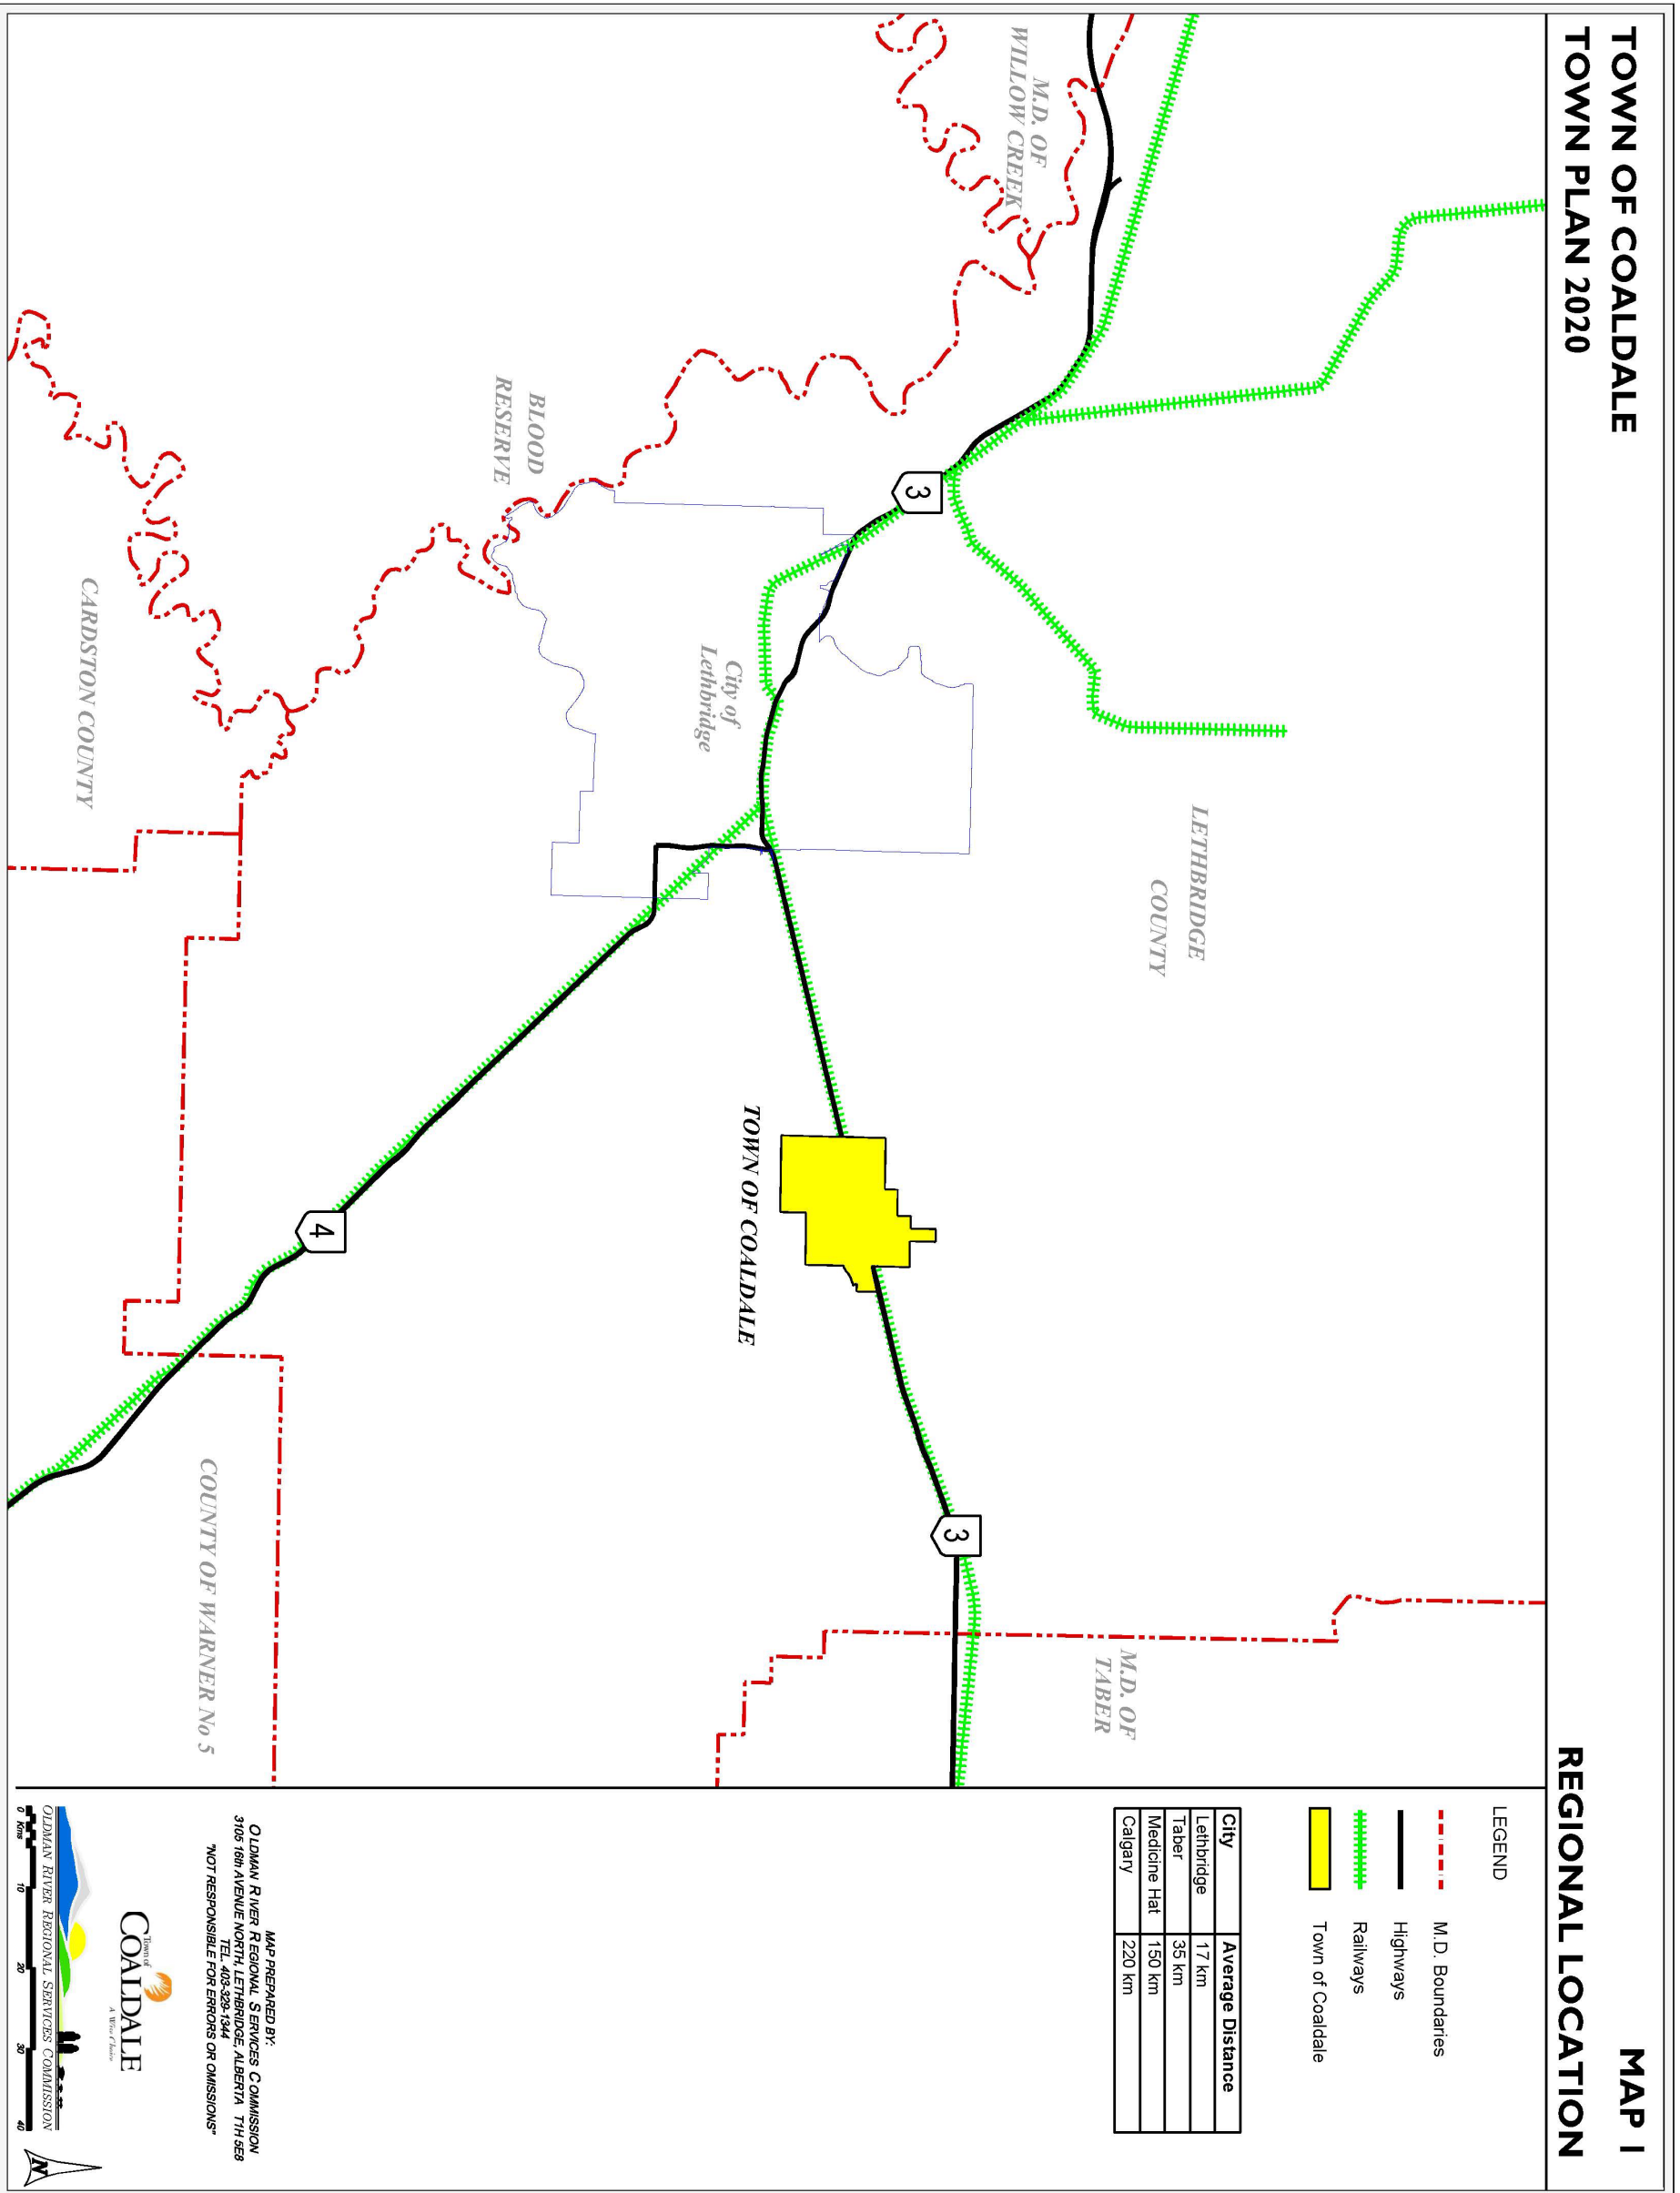 TOWN OF COALDALE
TOWN PLAN 2020
MAP 1
REGIONAL LOCATION
M.D. OF
WILLOW CREEK
LETHBRIDGE
COUNTY
3
BLOOD
RESERVE
City of
Lethbridge
CARDSTON COUNTY
TOWN OF COALDALE
4
3
M.D. OF
TABER
COUNTY OF WARNER No 5
LEGEND
M.D. Boundaries
Highways
Railways
Town of Coaldale
City Average Distance
Lethbridge 17 km
Taber 35 km
Medicine Hat 150 km
Calgary 220 km
MAP PREPARED BY:
OLDMAN RIVER REGIONAL SERVICES COMMISSION
3105 16th AVENUE NORTH, LETHBRIDGE, ALBERTA T1H 5E8
TEL. 403-329-1344
"NOT RESPONSIBLE FOR ERRORS OR OMISSIONS"
Town of
COALDALE
A Wise Choice
OLDMAN RIVER REGIONAL SERVICES COMMISSION
0 Kms 10 20 30 40
N